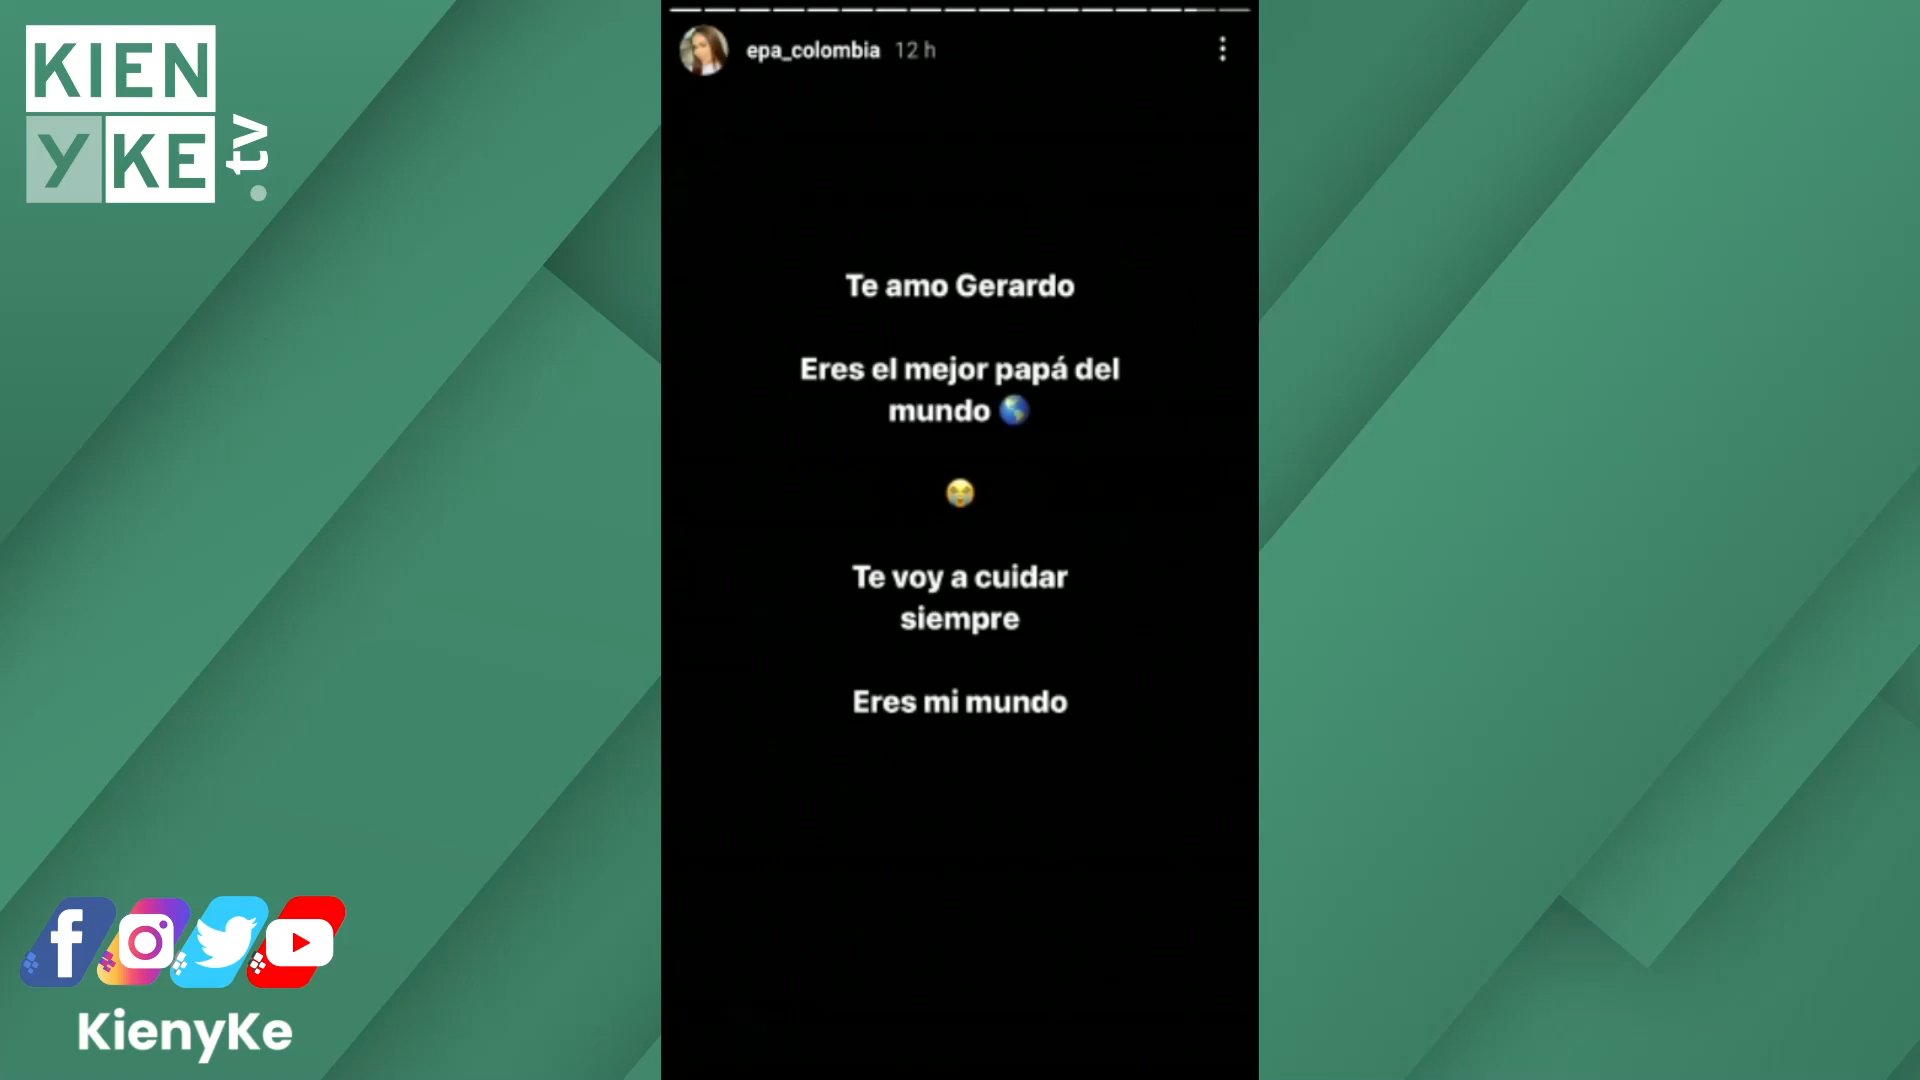 KIEN
Y KE
.tv
epa_colombia 12 h
Te amo Gerardo
Eres el mejor papá del
mundo 🌎
😭
Te voy a cuidar
siempre
Eres mi mundo
KienyKe